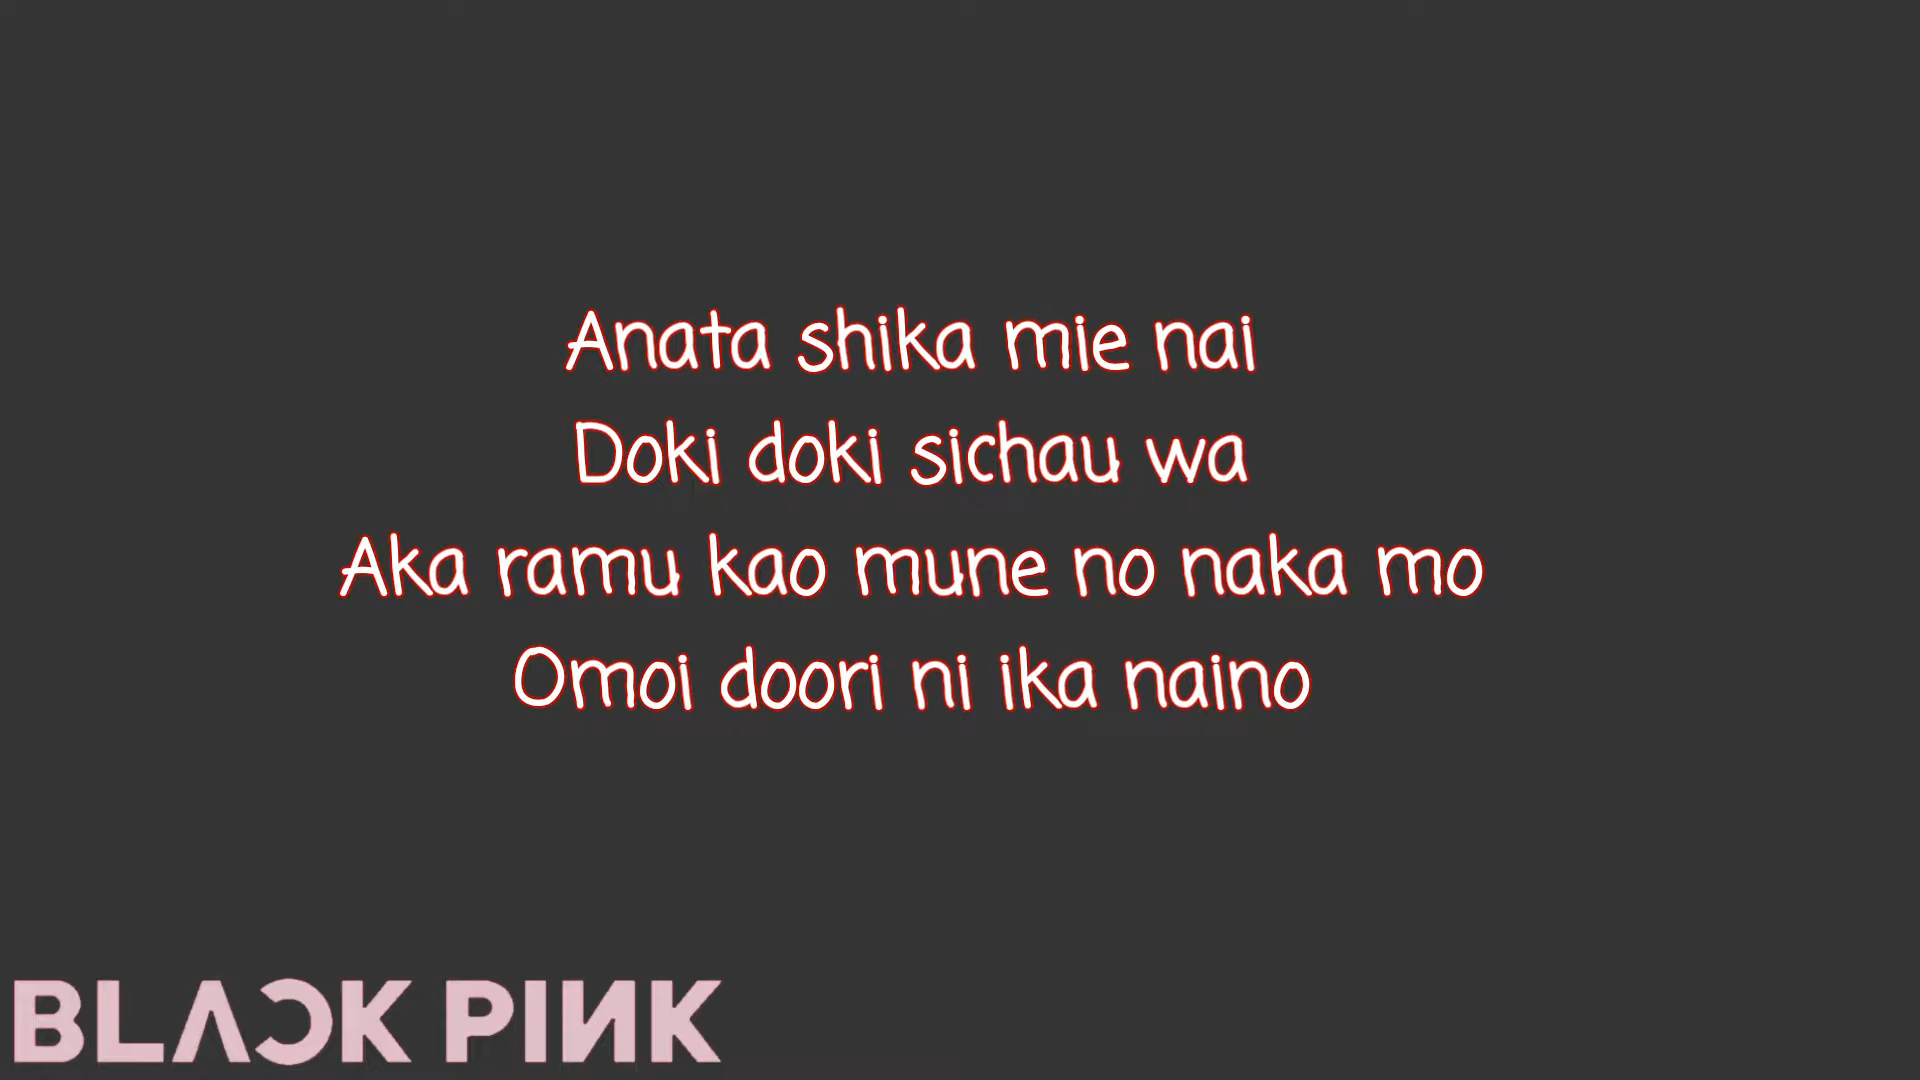 Anata shika mie nai
Doki doki sichau wa
Aka ramu kao mune no naka mo
Omoi doori ni ika naino
BLACKPINK